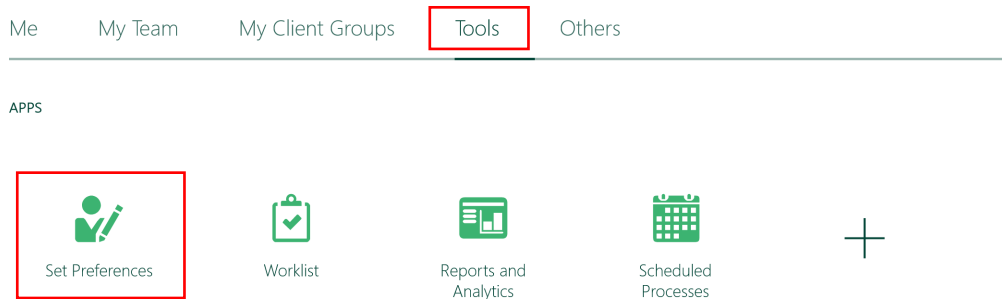 Me My Team My Client Groups Tools Others
APPS
Set Preferences Worklist Reports and Scheduled
Analytics Processes